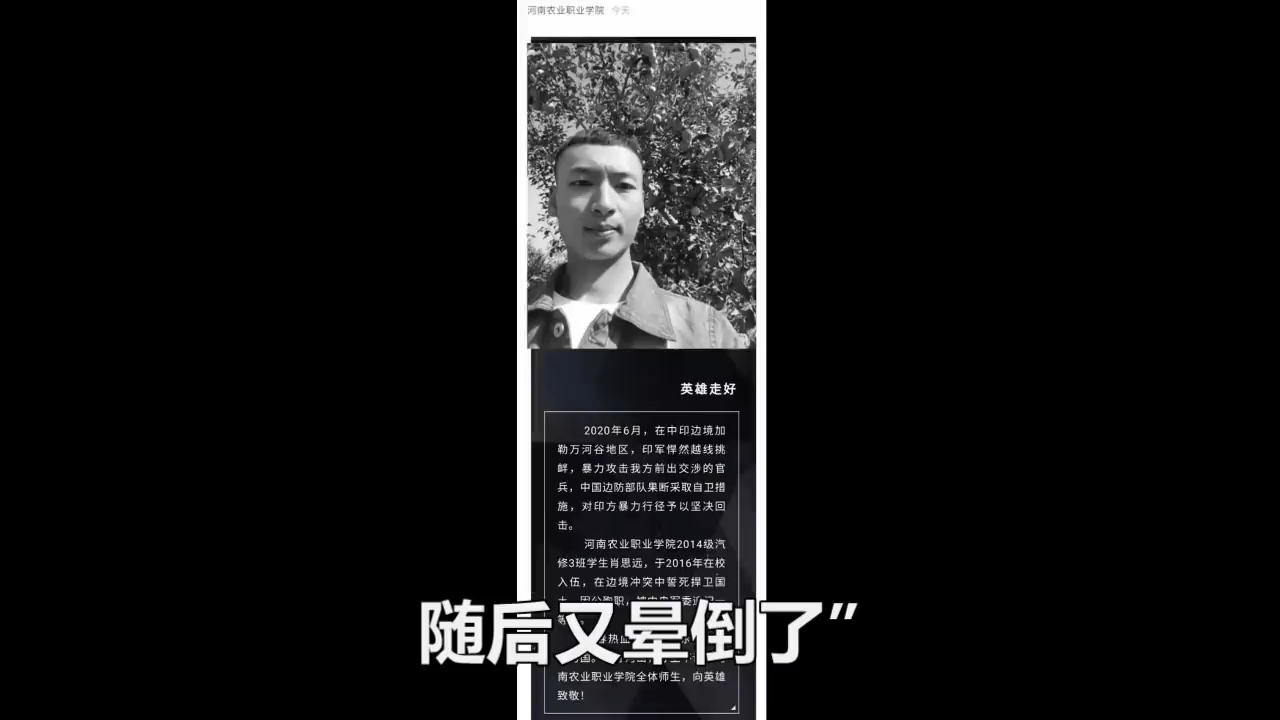 河南农业职业学院 今天
英雄走好
2020年6月，在中印边境加
勒万河谷地区，印军悍然越线挑
衅，暴力攻击我方前出交涉的官
兵，中国边防部队果断采取自卫措
施，对印方暴力行径予以坚决回
击。
河南农业职业学院2014级汽
修3班学生肖思远，于2016年在校
入伍，在边境冲突中誓死捍卫国
随后又晕倒了”
南农业职业学院全体师生，向英雄
致敬！